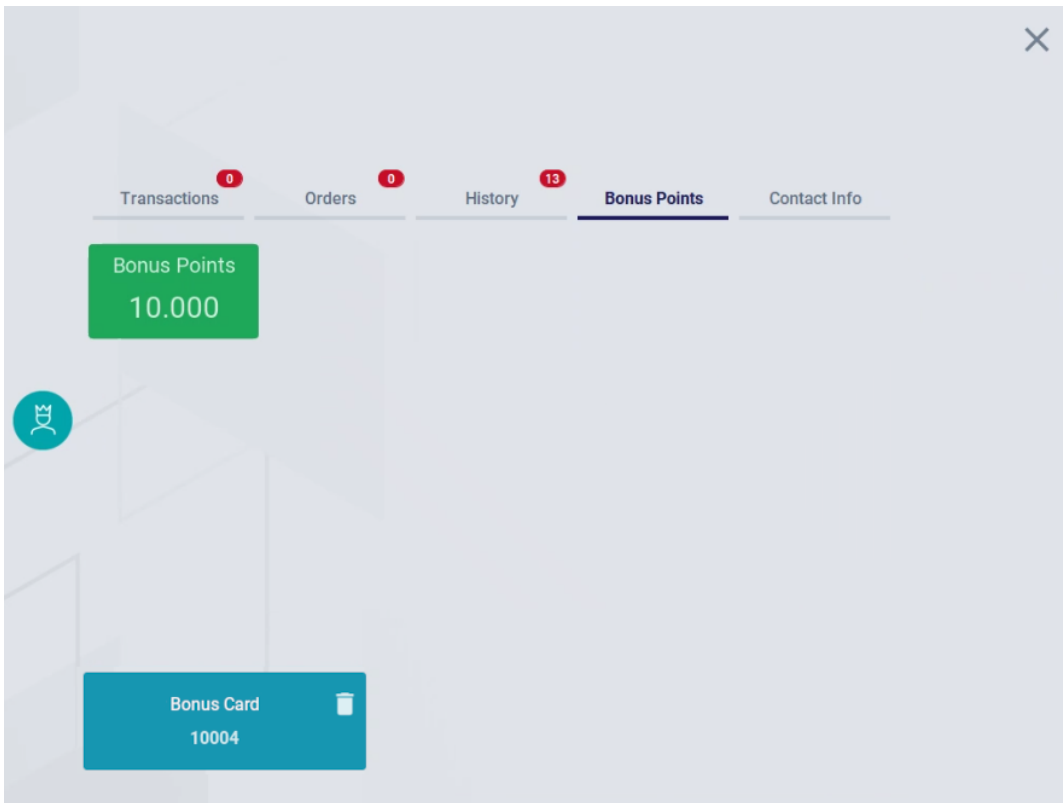 0 0 13
Transactions Orders History Bonus Points Contact Info
Bonus Points
10.000
Bonus Card
10004